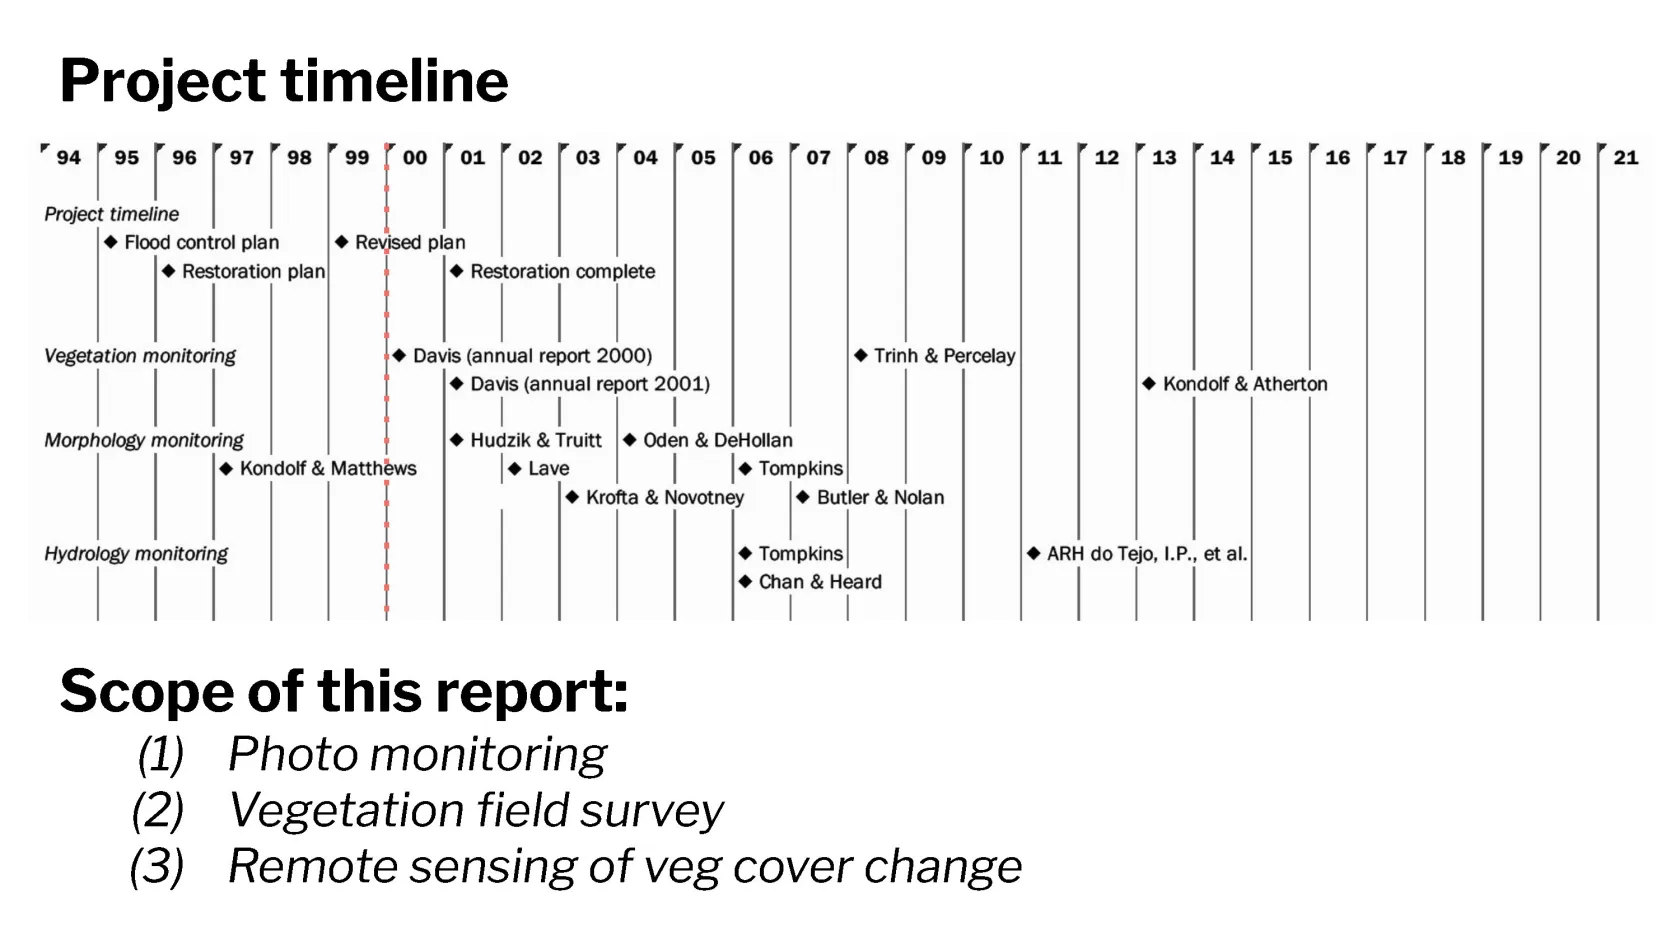 Project timeline
94 95 96 97 98 99 00 01 02 03 04 05 06 07 08 09 10 11 12 13 14 15 16 17 18 19 20 21
Project timeline
Flood control plan Revised plan
Restoration plan Restoration complete
Vegetation monitoring Davis (annual report 2000) Trinh & Percelay
Davis (annual report 2001) Kondolf & Atherton
Morphology monitoring Hudzik & Truitt Oden & DeHollan
Kondolf & Matthews Lave Tompkins
Krofta & Novotney Butler & Nolan
Hydrology monitoring Tompkins ARH do Tejo, I.P., et al.
Chan & Heard
Scope of this report:
(1) Photo monitoring
(2) Vegetation field survey
(3) Remote sensing of veg cover change